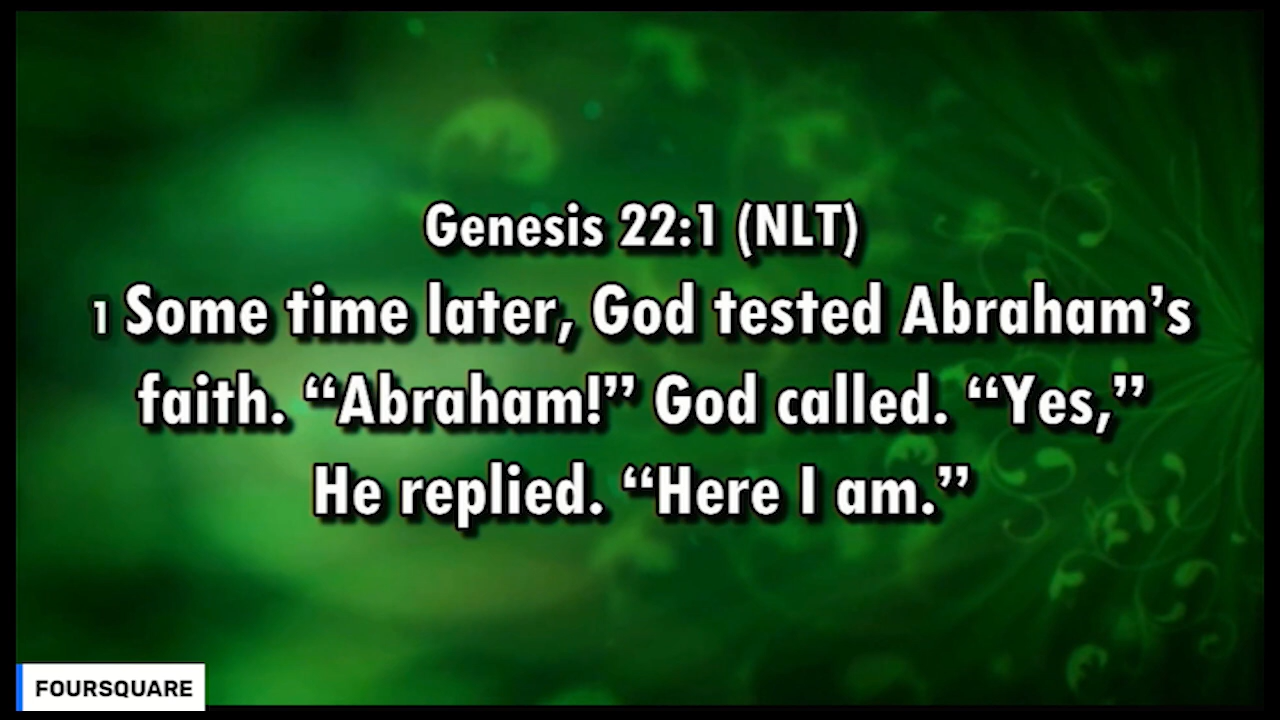 Genesis 22:1 (NLT)
1 Some time later, God tested Abraham’s
faith. “Abraham!” God called. “Yes,”
He replied. “Here I am.”
FOURSQUARE